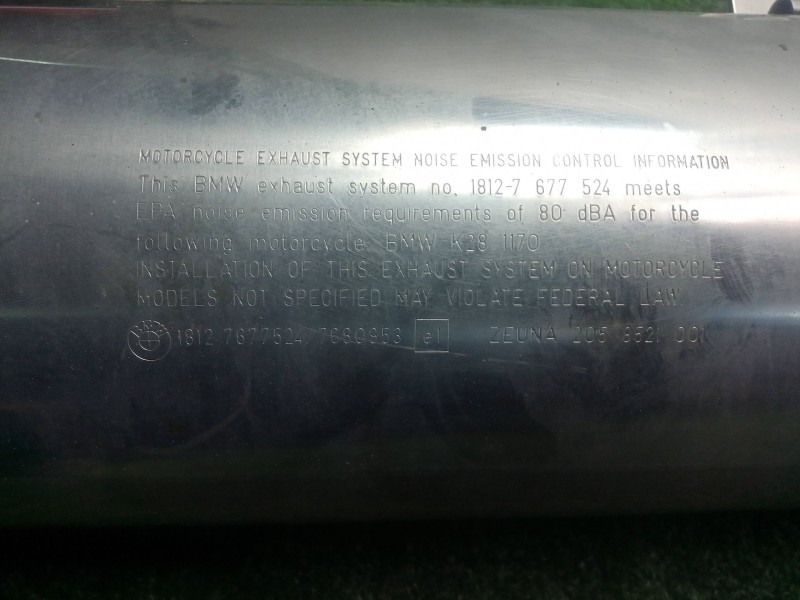 MOTORCYCLE EXHAUST SYSTEM NOISE EMISSION CONTROL INFORMATION
This BMW exhaust system no. 1812-7 677 524 meets
EPA noise emission requirements of 80 dBA for the
following motorcycle BMW K28 1170
INSTALLATION OF THIS EXHAUST SYSTEM ON MOTORCYCLE
MODELS NOT SPECIFIED MAY VIOLATE FEDERAL LAW.
1812 7677524 7680953 e1 ZEUNA 205